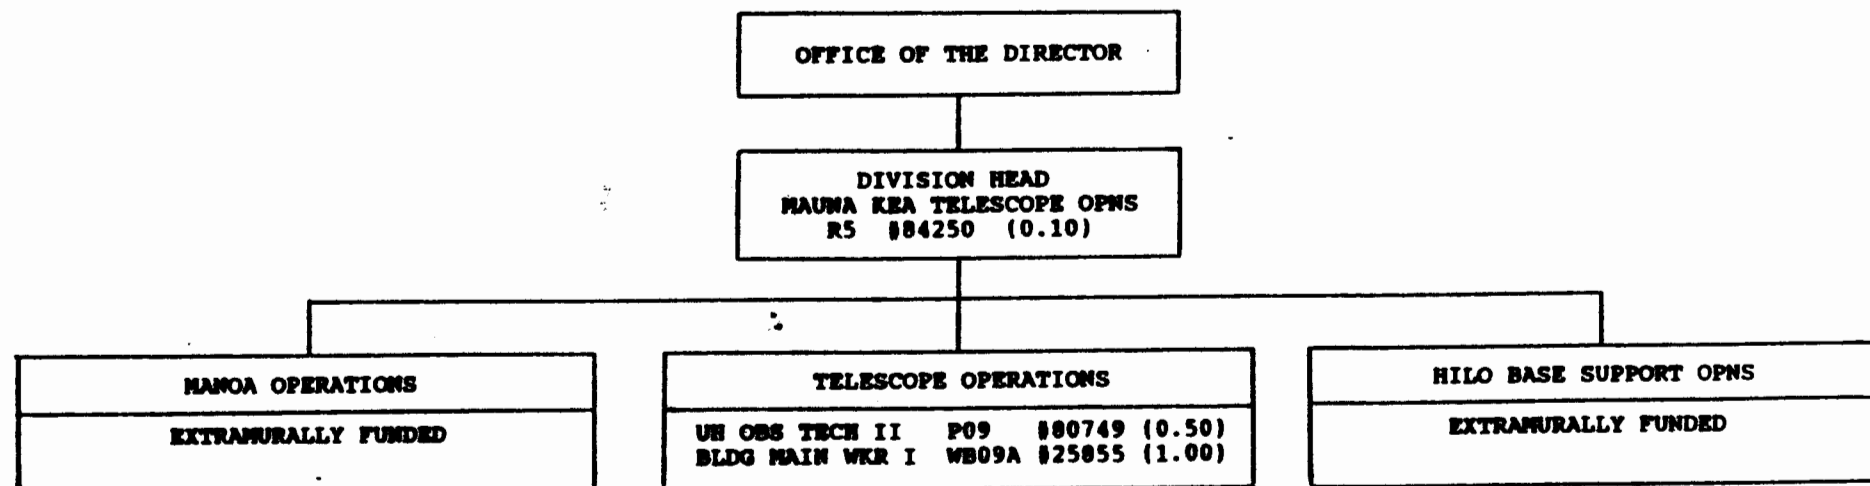 OFFICE OF THE DIRECTOR
DIVISION HEAD
MAUNA KEA TELESCOPE OPNS
R5 #84250 (0.10)
MANOA OPERATIONS
EXTRAMURALLY FUNDED
TELESCOPE OPERATIONS
UH OBS TECH II P09 #80749 (0.50)
BLDG MAIN WKR I WB09A #25855 (1.00)
HILO BASE SUPPORT OPNS
EXTRAMURALLY FUNDED